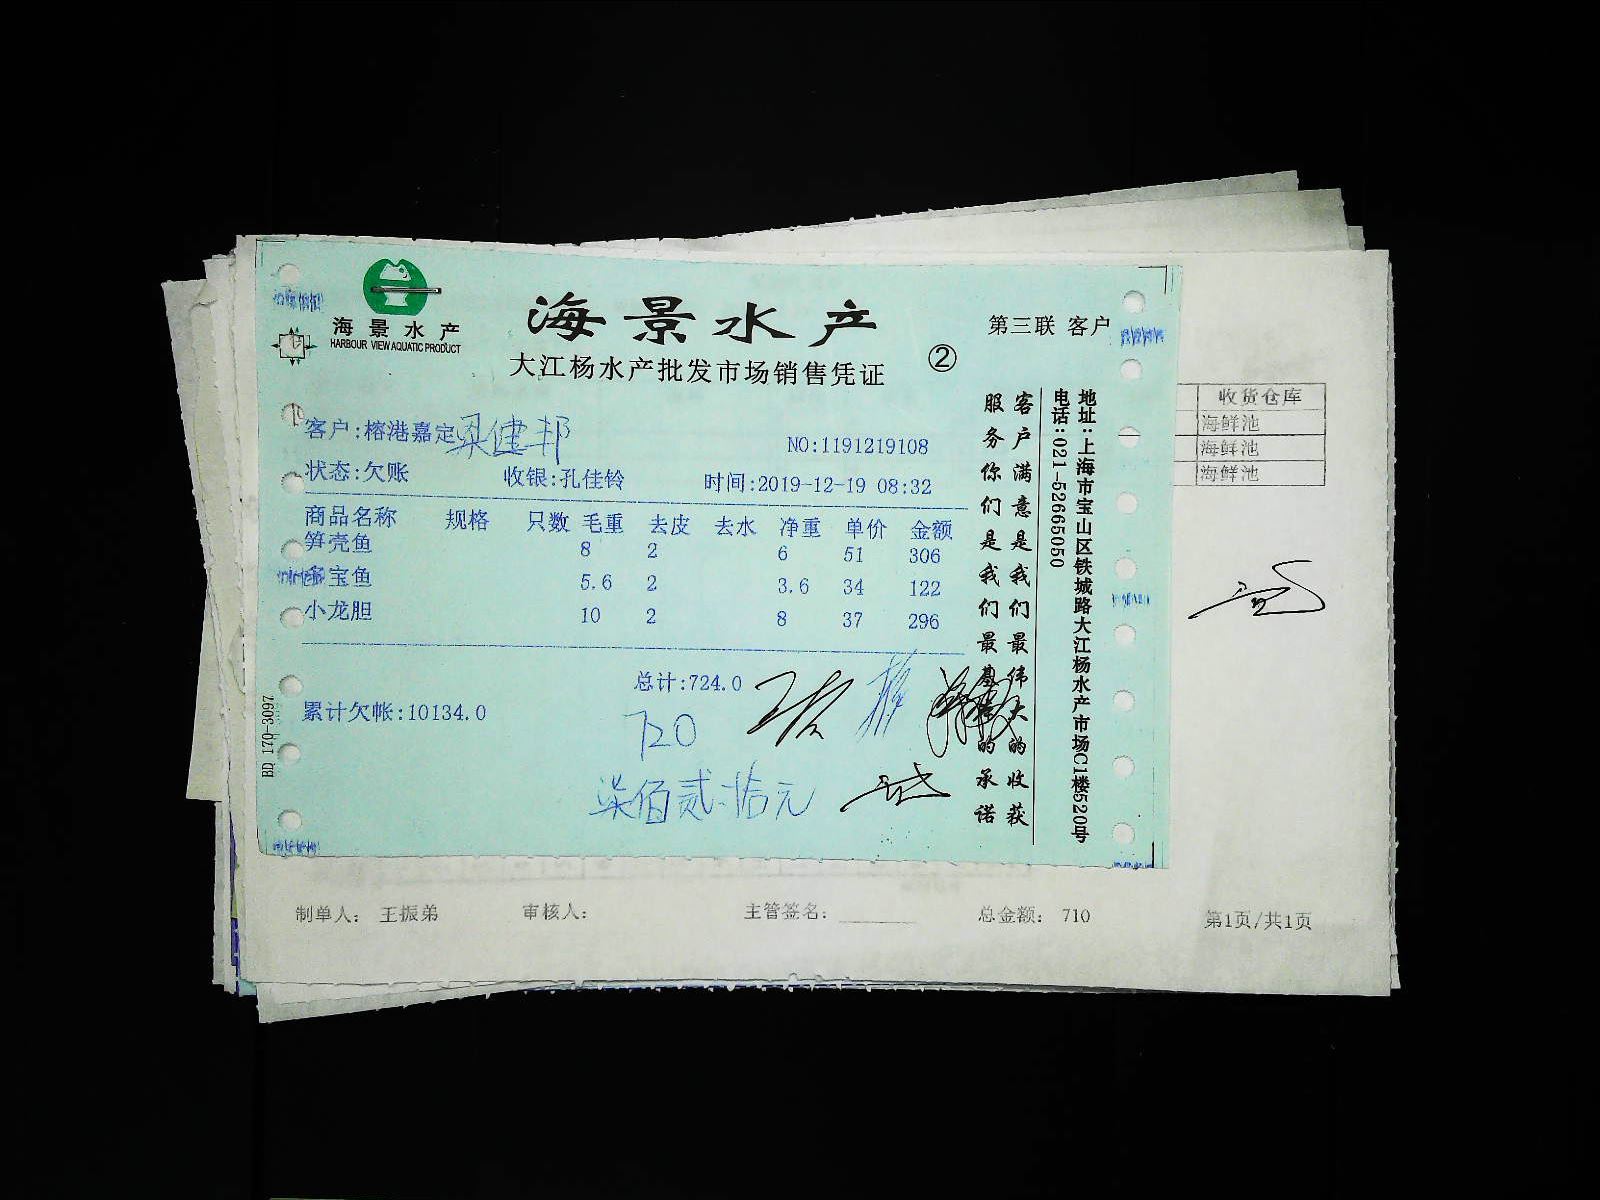 海景水产
HARBOUR VIEW AQUATIC PRODUCT
海景水产
大江杨水产批发市场销售凭证
②
第三联 客户
客户:榕港嘉定 梁健邦
NO:1191219108
状态:欠账 收银:孔佳铃 时间:2019-12-19 08:32
商品名称 规格 只数 毛重 去皮 去水 净重 单价 金额
笋壳鱼 8 2 6 51 306
多宝鱼 5.6 2 3.6 34 122
小龙胆 10 2 8 37 296
总计:724.0
累计欠帐:10134.0
720
柒佰贰拾元
客户满意是我们最伟大的收获
服务你们是我们最基本的承诺
地址:上海市宝山区铁城路大江杨水产市场C1楼520号
电话:021-52665050
BD 170-3097
收货仓库
海鲜池
海鲜池
海鲜池
制单人: 王振弟 审核人: 主管签名: 总金额: 710 第1页/共1页